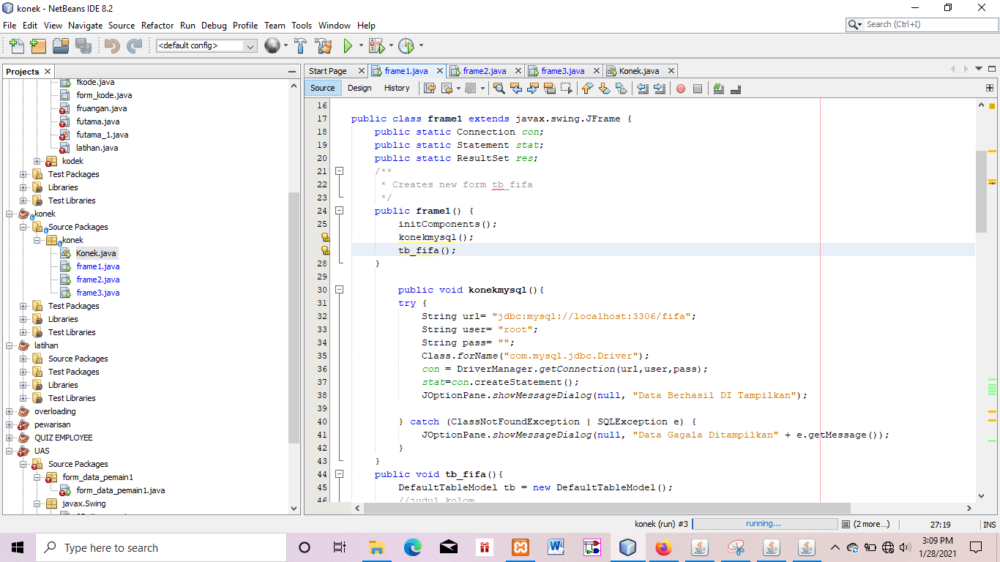 konek - NetBeans IDE 8.2
File Edit View Navigate Source Refactor Run Debug Profile Team Tools Window Help
Search (Ctrl+I)
<default config>
Projects
fkode.java
form_kode.java
fruangan.java
futama.java
futama_1.java
latihan.java
kodek
Test Packages
Libraries
Test Libraries
konek
Source Packages
konek
Konek.java
frame1.java
frame2.java
frame3.java
Test Packages
Libraries
Test Libraries
latihan
Source Packages
Test Packages
Libraries
Test Libraries
overloading
pewarisan
QUIZ EMPLOYEE
UAS
Source Packages
form_data_pemain1
form_data_pemain1.java
javax.Swing
Start Page frame1.java frame2.java frame3.java Konek.java
Source Design History
16
17 public class frame1 extends javax.swing.JFrame {
18 public static Connection con;
19 public static Statement stat;
20 public static ResultSet res;
21 /**
22 * Creates new form tb_fifa
23 */
24 public frame1() {
25 initComponents();
konekmysql();
tb_fifa();
28 }
29
30 public void konekmysql(){
31 try {
32 String url= "jdbc:mysql://localhost:3306/fifa";
33 String user= "root";
34 String pass= "";
35 Class.forName("com.mysql.jdbc.Driver");
36 con = DriverManager.getConnection(url,user,pass);
37 stat=con.createStatement();
38 JOptionPane.showMessageDialog(null, "Data Berhasil DI Tampilkan");
39
40 } catch (ClassNotFoundException | SQLException e) {
41 JOptionPane.showMessageDialog(null, "Data Gagala Ditampilkan" + e.getMessage());
42 }
43 }
44 public void tb_fifa(){
45 DefaultTableModel tb = new DefaultTableModel();
46 //judul kolom
konek (run) #3 running... (2 more...) 27:19 INS
Type here to search
3:09 PM
1/28/2021